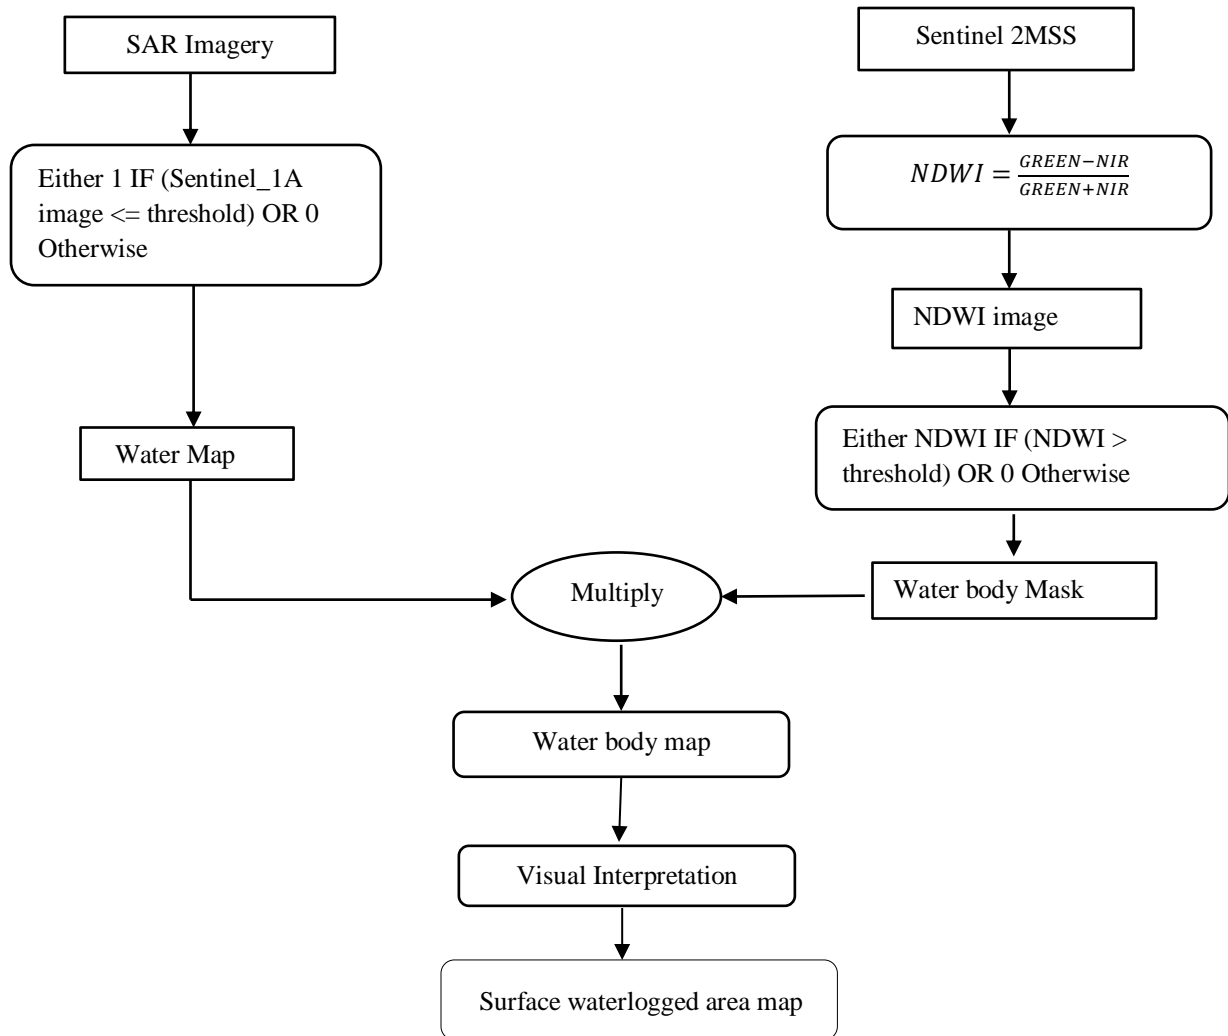 SAR Imagery
Either 1 IF (Sentinel_1A
image <= threshold) OR 0
Otherwise
Water Map
Sentinel 2MSS
NDWI = GREEN−NIR / GREEN+NIR
NDWI image
Either NDWI IF (NDWI >
threshold) OR 0 Otherwise
Water body Mask
Multiply
Water body map
Visual Interpretation
Surface waterlogged area map